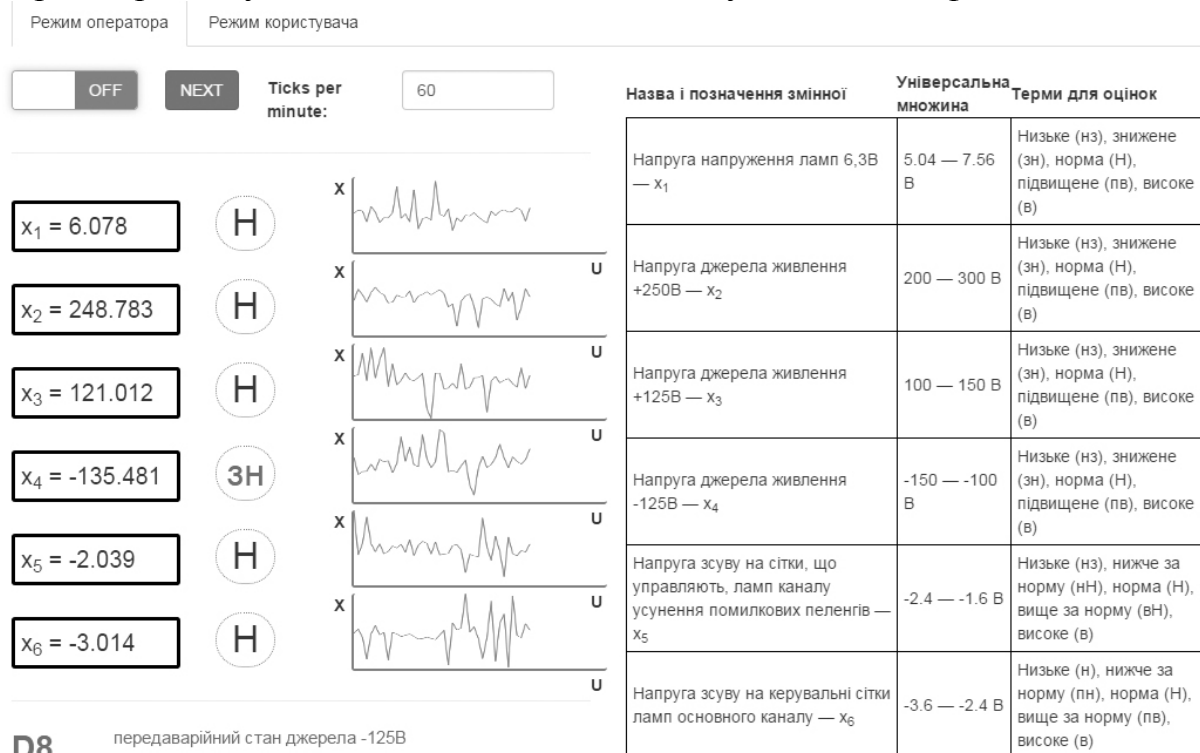 Режим оператора Режим користувача
OFF NEXT Ticks per 60
minute:
x1 = 6.078 Н X
U
x2 = 248.783 Н X
U
x3 = 121.012 Н X
U
x4 = -135.481 ЗН X
U
x5 = -2.039 Н X
U
x6 = -3.014 Н X
U
D8 передаварійний стан джерела -125В
Назва і позначення змінної Універсальна множина Терми для оцінок
Напруга напруження ламп 6,3В
— x1
5.04 — 7.56
В
Низьке (нз), знижене
(зн), норма (Н),
підвищене (пв), високе
(в)
Напруга джерела живлення
+250В — x2
200 — 300 В
Низьке (нз), знижене
(зн), норма (Н),
підвищене (пв), високе
(в)
Напруга джерела живлення
+125В — x3
100 — 150 В
Низьке (нз), знижене
(зн), норма (Н),
підвищене (пв), високе
(в)
Напруга джерела живлення
-125В — x4
-150 — -100
В
Низьке (нз), знижене
(зн), норма (Н),
підвищене (пв), високе
(в)
Напруга зсуву на сітки, що
управляють, ламп каналу
усунення помилкових пеленгів —
x5
-2.4 — -1.6 В
Низьке (нз), нижче за
норму (нН), норма (Н),
вище за норму (вН),
високе (в)
Напруга зсуву на керувальні сітки
ламп основного каналу — x6
-3.6 — -2.4 В
Низьке (н), нижче за
норму (пн), норма (Н),
вище за норму (пв),
високе (в)